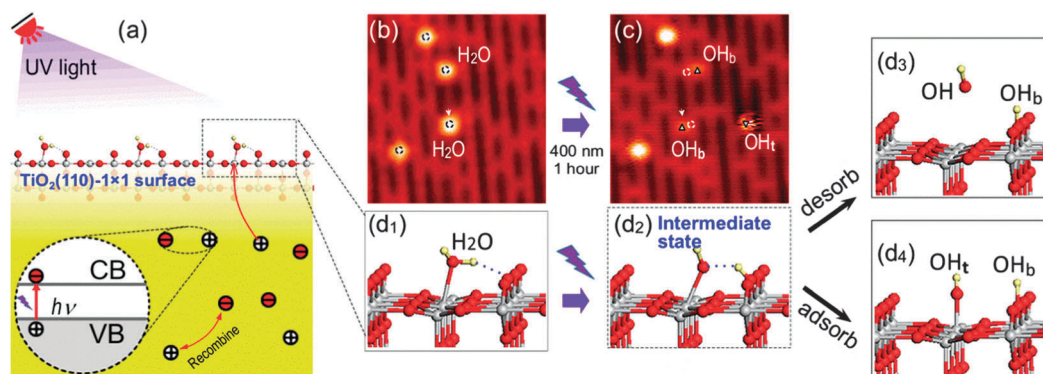 (a)
UV light
TiO₂(110)-1×1 surface
CB
hν
VB
Recombine
(b)
H₂O
H₂O
400 nm
1 hour
(c)
OHb
OHb
OHt
(d₁)
H₂O
(d₂)
Intermediate
state
desorb
adsorb
(d₃)
OH
OHb
(d₄)
OHt
OHb